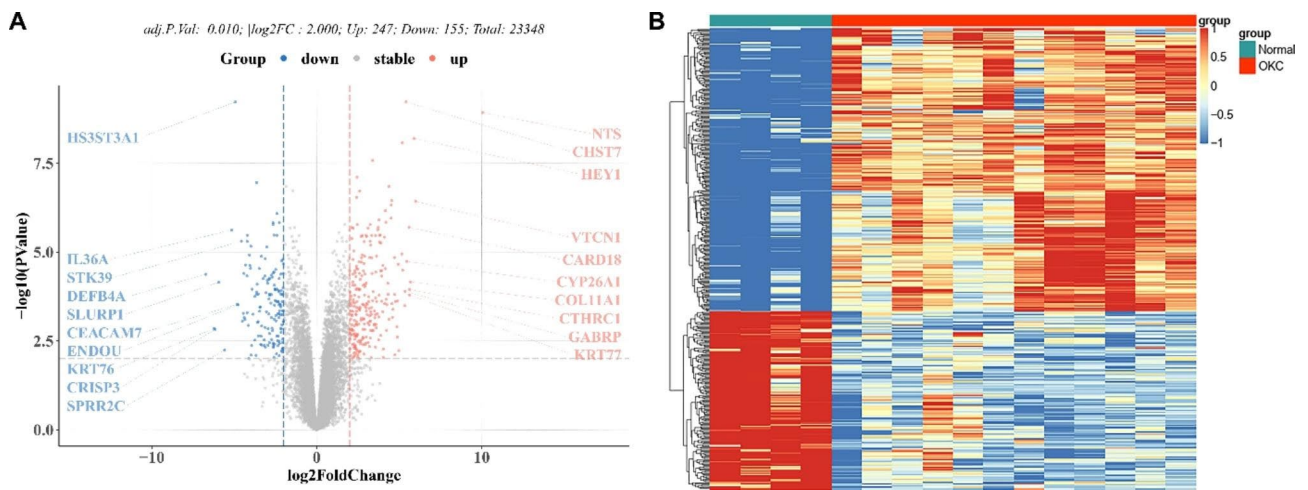 A
adj.P.Val: 0.010; |log2FC : 2.000; Up: 247; Down: 155; Total: 23348
Group down stable up
HS3ST3A1
IL36A
STK39
DEFB4A
SLURP1
CEACAM7
ENDOU
KRT76
CRISP3
SPRR2C
NTS
CHST7
HEY1
VTCN1
CARD18
CYP26A1
COL11A1
CTHRC1
GABRP
KRT77
−log10(PValue)
7.5
5.0
2.5
0.0
−10 0 10
log2FoldChange
B
group
1
0.5
0
−0.5
−1
group
Normal
OKC